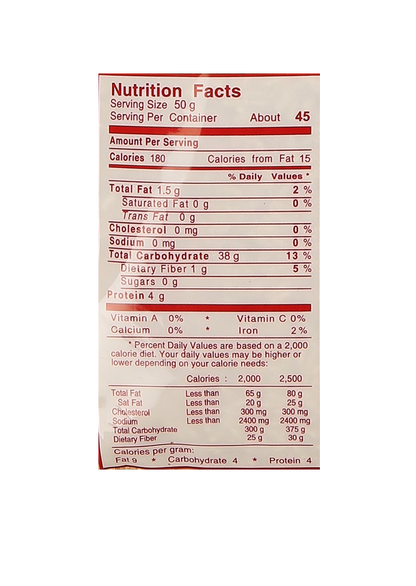 Nutrition Facts
Serving Size 50 g
Serving Per Container About 45
Amount Per Serving
Calories 180 Calories from Fat 15
% Daily Values *
Total Fat 1.5 g 2 %
Saturated Fat 0 g 0 %
Trans Fat 0 g
Cholesterol 0 mg 0 %
Sodium 0 mg 0 %
Total Carbohydrate 38 g 13 %
Dietary Fiber 1 g 5 %
Sugars 0 g
Protein 4 g
Vitamin A 0% * Vitamin C 0%
Calcium 0% * Iron 2%
* Percent Daily Values are based on a 2,000
calorie diet. Your daily values may be higher or
lower depending on your calorie needs:
Calories : 2,000 2,500
Total Fat Less than 65 g 80 g
Sat Fat Less than 20 g 25 g
Cholesterol Less than 300 mg 300 mg
Sodium Less than 2400 mg 2400 mg
Total Carbohydrate 300 g 375 g
Dietary Fiber 25 g 30 g
Calories per gram:
Fat 9 * Carbohydrate 4 * Protein 4